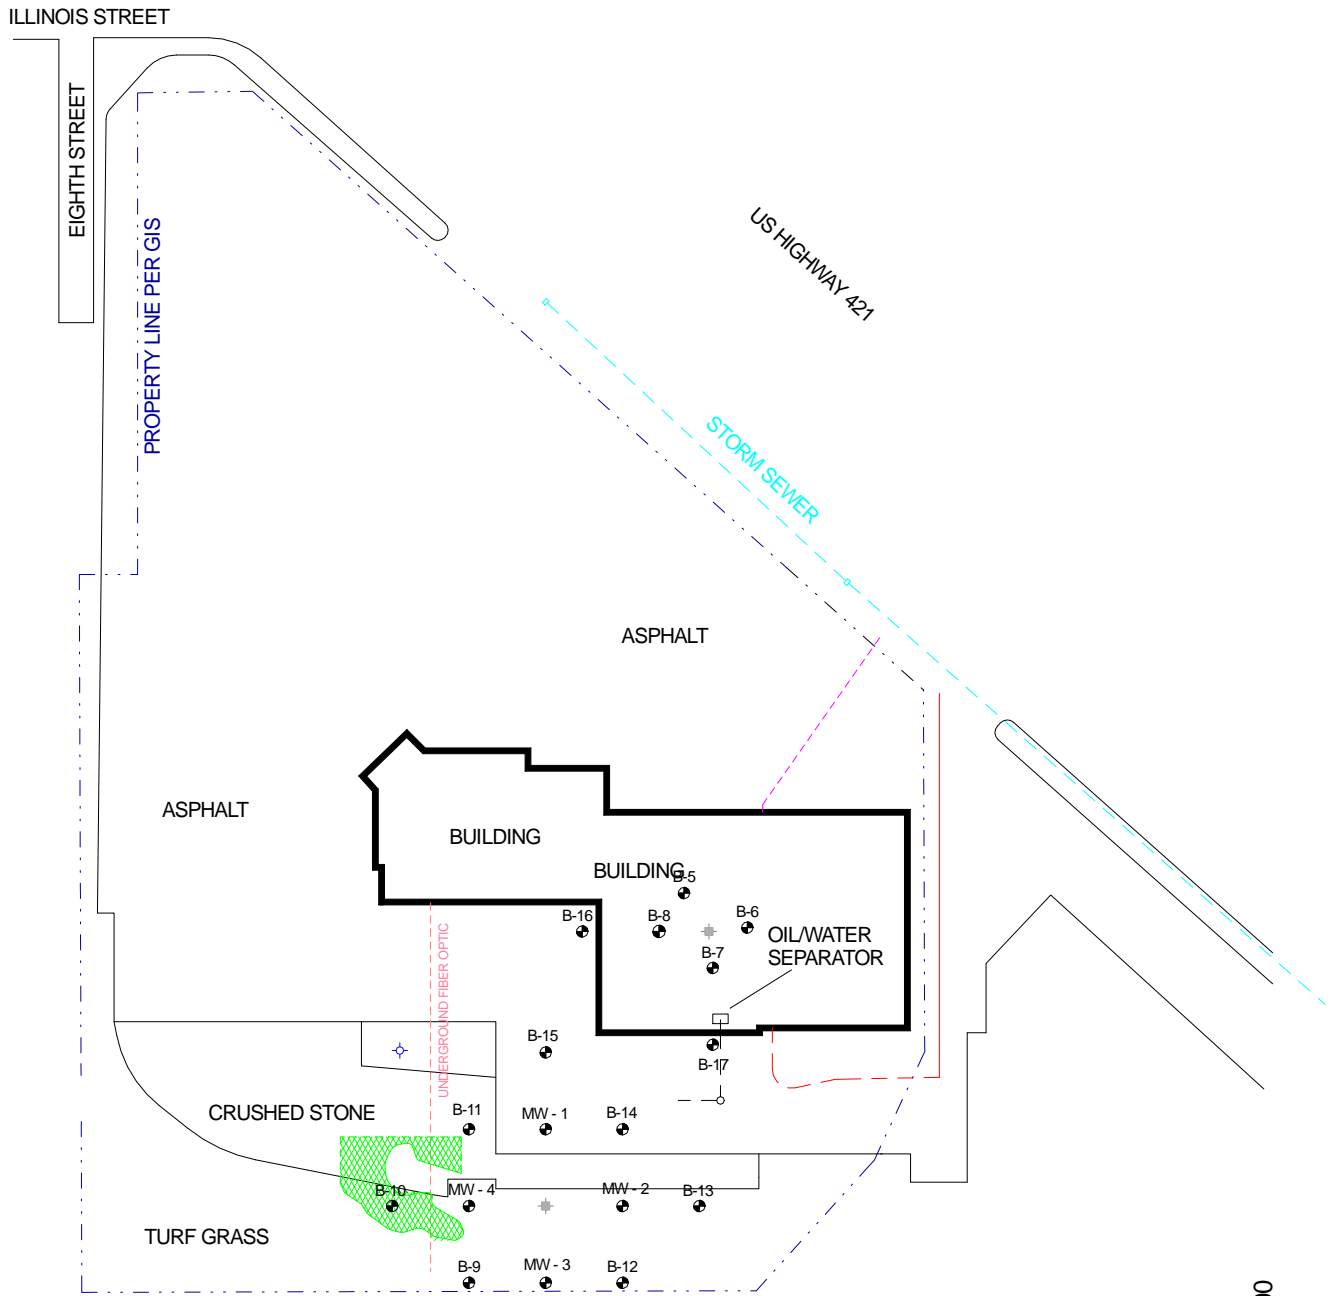 ILLINOIS STREET
EIGHTH STREET
PROPERTY LINE PER GIS
US HIGHWAY 421
STORM SEWER
ASPHALT
ASPHALT
BUILDING
BUILDING
B-5
B-16
B-8
B-6
OIL/WATER
SEPARATOR
B-7
UNDERGROUND FIBER OPTIC
B-15
B-17
CRUSHED STONE
B-11
MW - 1
B-14
B-10
MW - 4
MW - 2
B-13
TURF GRASS
B-9
MW - 3
B-12